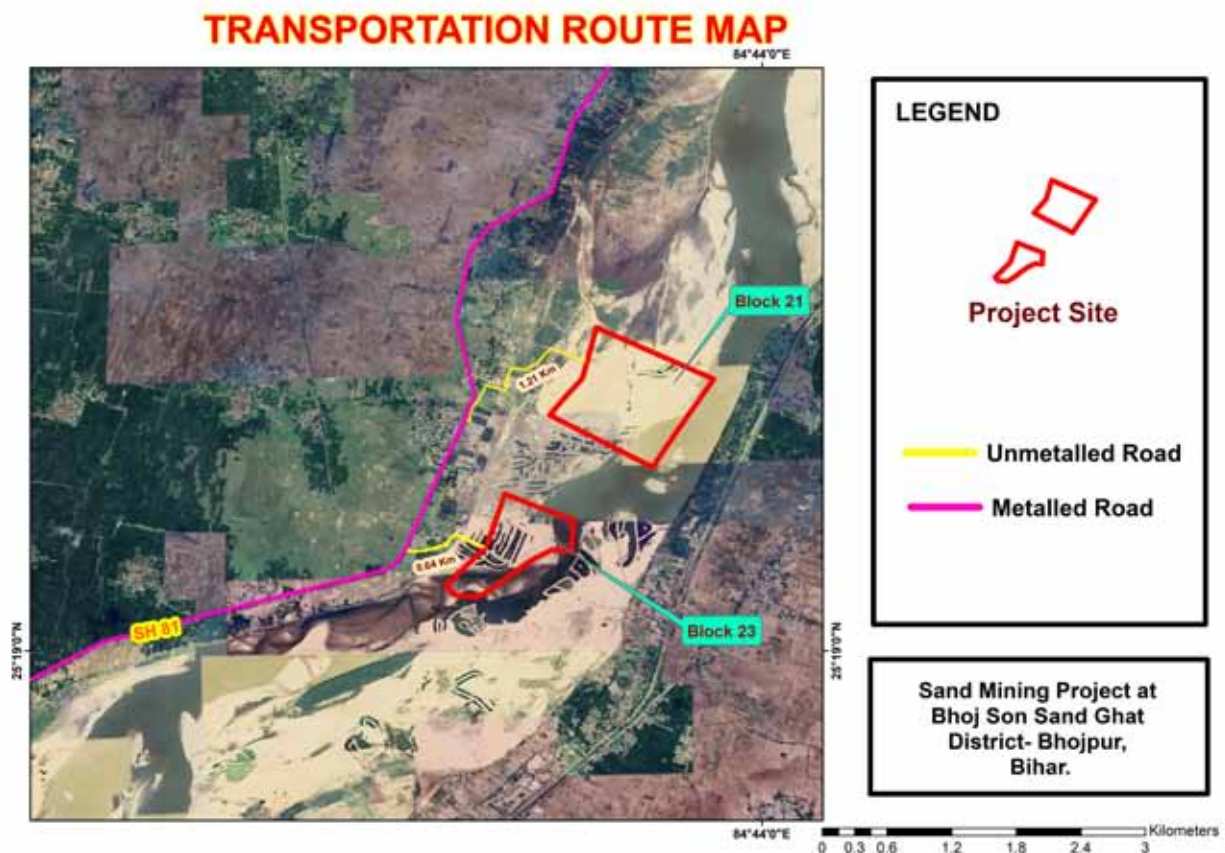 TRANSPORTATION ROUTE MAP
84°44'0"E
LEGEND
Project Site
Unmetalled Road
Metalled Road
Block 21
1.21 Km
0.64 Km
SH 81
Block 23
25°19'0"N
25°19'0"N
84°44'0"E
Sand Mining Project at
Bhoj Son Sand Ghat
District- Bhojpur,
Bihar.
Kilometers
0 0.3 0.6 1.2 1.8 2.4 3